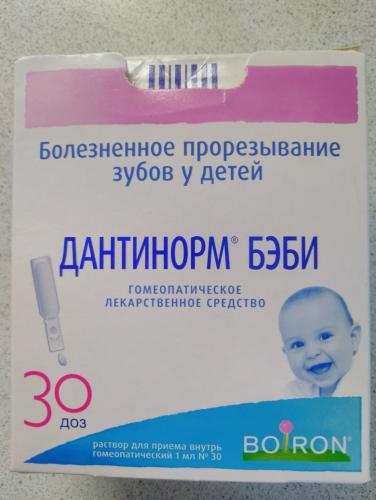 Болезненное прорезывание
зубов у детей
ДАНТИНОРМ® БЭБИ
ГОМЕОПАТИЧЕСКОЕ
ЛЕКАРСТВЕННОЕ СРЕДСТВО
30
ДОЗ
раствор для приема внутрь
гомеопатический 1 мл № 30
BOIRON®